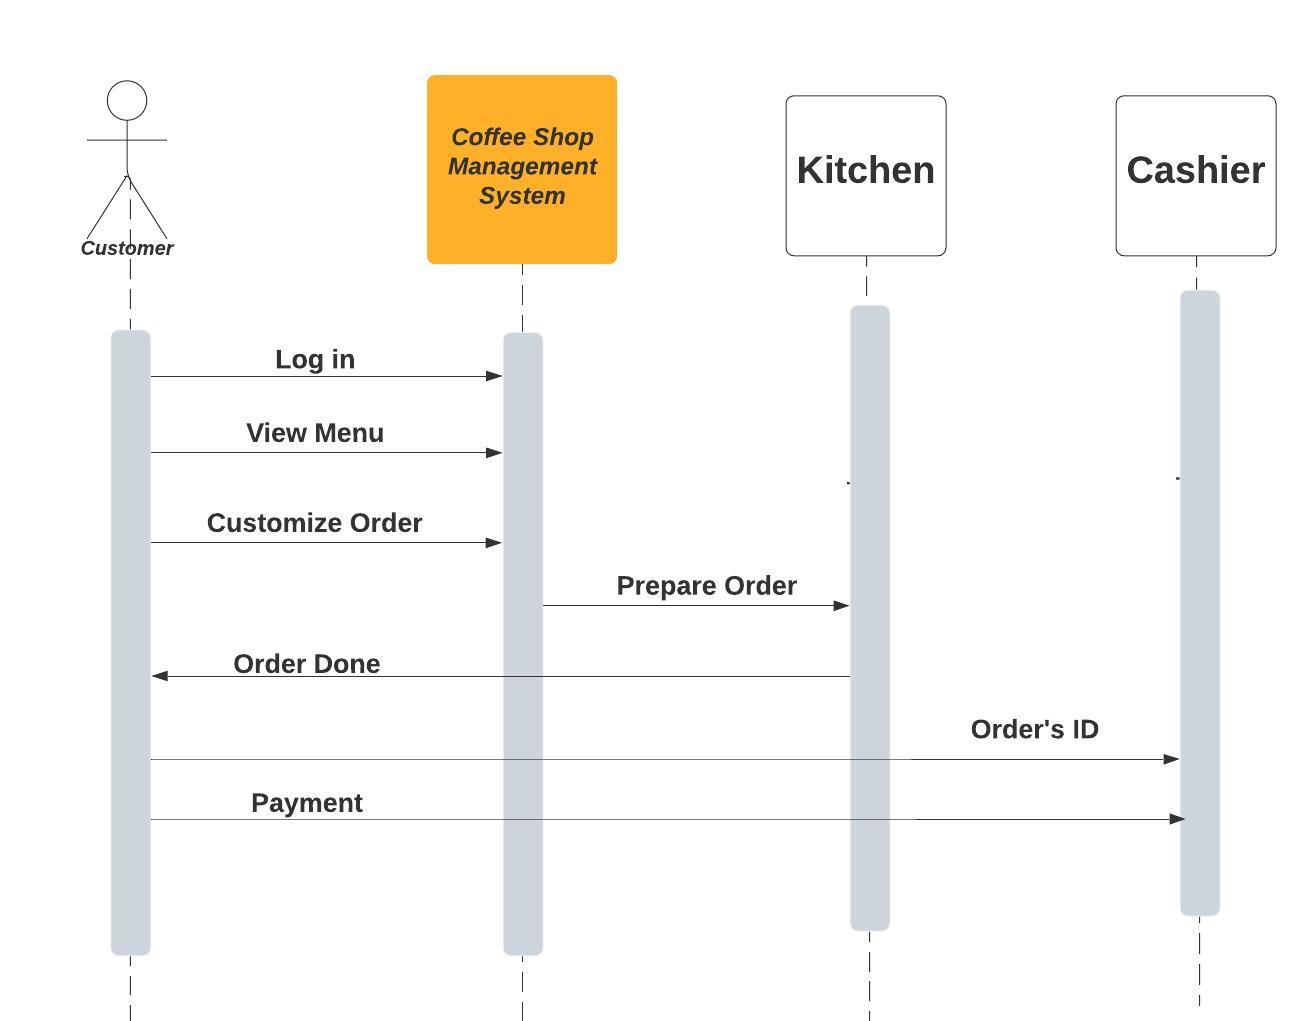 Coffee Shop
Management
System
Kitchen
Cashier
Customer
Log in
View Menu
Customize Order
Prepare Order
Order Done
Order's ID
Payment